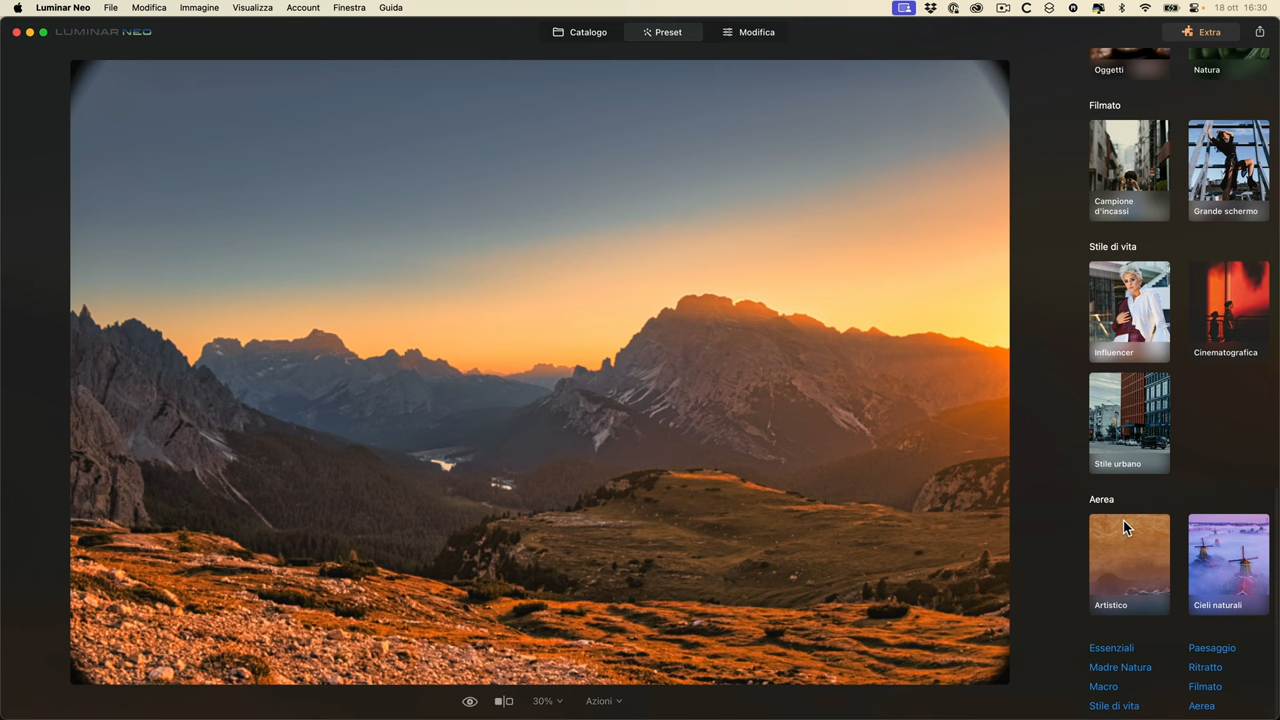 Luminar Neo File Modifica Immagine Visualizza Account Finestra Guida 18 ott 16:30
LUMINAR NEO Catalogo Preset Modifica Extra
Oggetti Natura
Filmato
Campione
d'incassi
Grande schermo
Stile di vita
Influencer Cinematografica
Stile urbano
Aerea
Artistico Cieli naturali
Essenziali Paesaggio
Madre Natura Ritratto
Macro Filmato
Stile di vita Aerea
30% Azioni